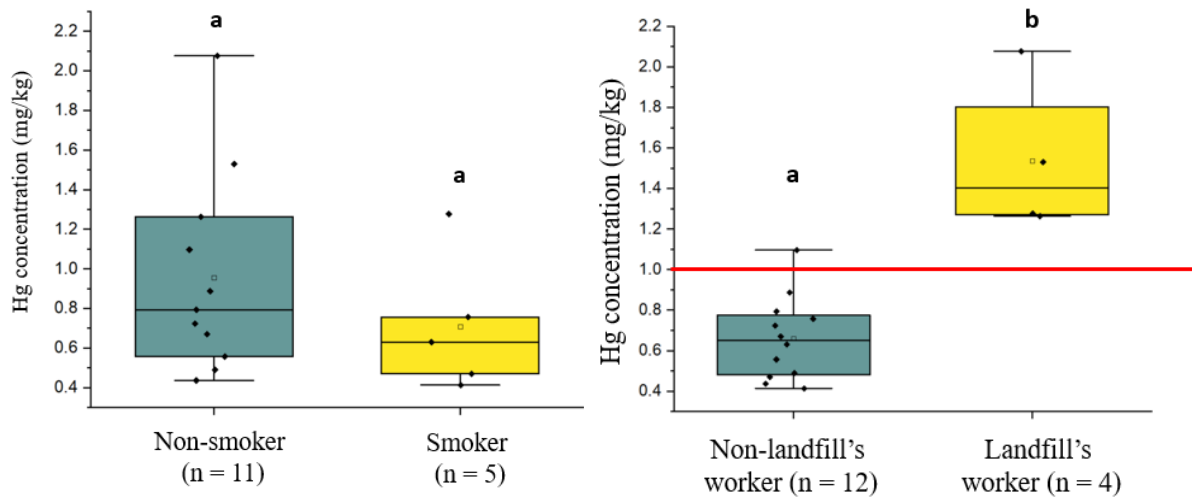 a
2.2
2.0
1.8
1.6
1.4
1.2
1.0
0.8
0.6
0.4
Hg concentration (mg/kg)
a
Non-smoker
(n = 11)
Smoker
(n = 5)
b
2.2
2.0
1.8
1.6
1.4
1.2
1.0
0.8
0.6
0.4
Hg concentration (mg/kg)
a
Non-landfill's
worker (n = 12)
Landfill's
worker (n = 4)